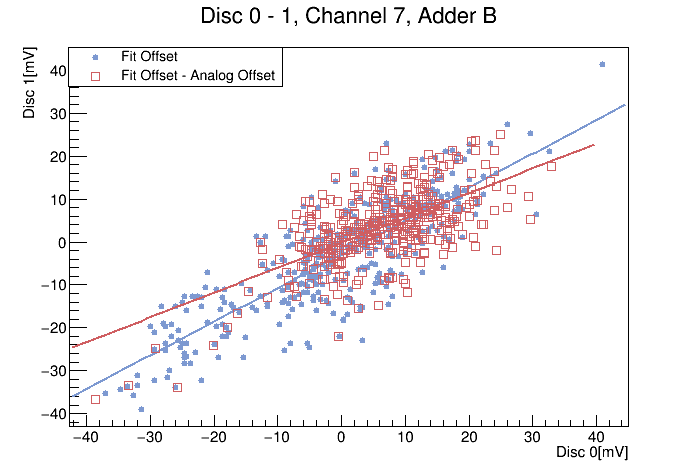 Disc 0 - 1, Channel 7, Adder B
Disc 1[mV]
Fit Offset
Fit Offset - Analog Offset
40
30
20
10
0
−10
−20
−30
−40
−40 −30 −20 −10 0 10 20 30 40
Disc 0[mV]